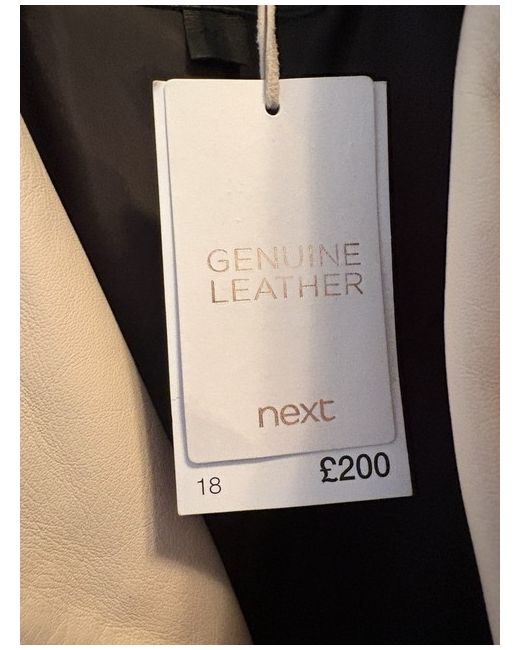 GENUINE
LEATHER
next
18 £200